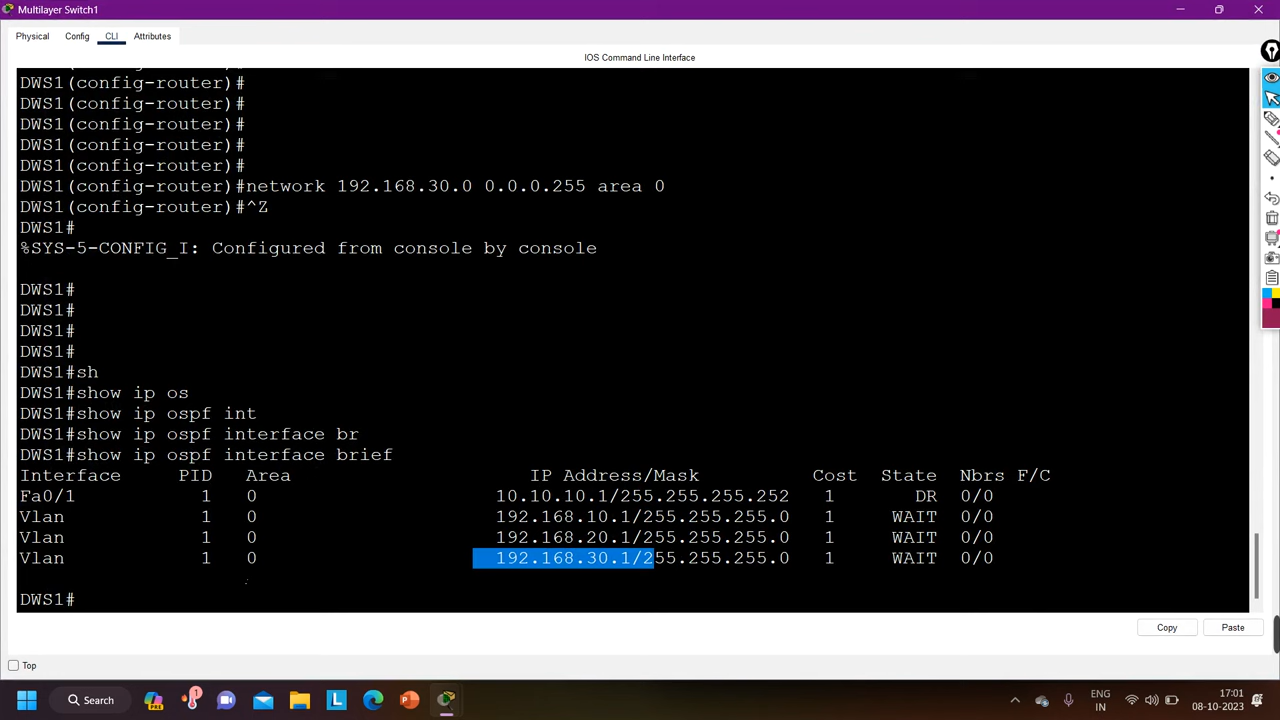 Multilayer Switch1
Physical Config CLI Attributes
IOS Command Line Interface
DWS1(config-router)#
DWS1(config-router)#
DWS1(config-router)#
DWS1(config-router)#
DWS1(config-router)#
DWS1(config-router)#network 192.168.30.0 0.0.0.255 area 0
DWS1(config-router)#^Z
DWS1#
%SYS-5-CONFIG_I: Configured from console by console
DWS1#
DWS1#
DWS1#
DWS1#
DWS1#sh
DWS1#show ip os
DWS1#show ip ospf int
DWS1#show ip ospf interface br
DWS1#show ip ospf interface brief
Interface PID Area IP Address/Mask Cost State Nbrs F/C
Fa0/1 1 0 10.10.10.1/255.255.255.252 1 DR 0/0
Vlan 1 0 192.168.10.1/255.255.255.0 1 WAIT 0/0
Vlan 1 0 192.168.20.1/255.255.255.0 1 WAIT 0/0
Vlan 1 0 192.168.30.1/255.255.255.0 1 WAIT 0/0
DWS1#
Copy Paste
Top
Search
PRE
ENG
IN
17:01
08-10-2023